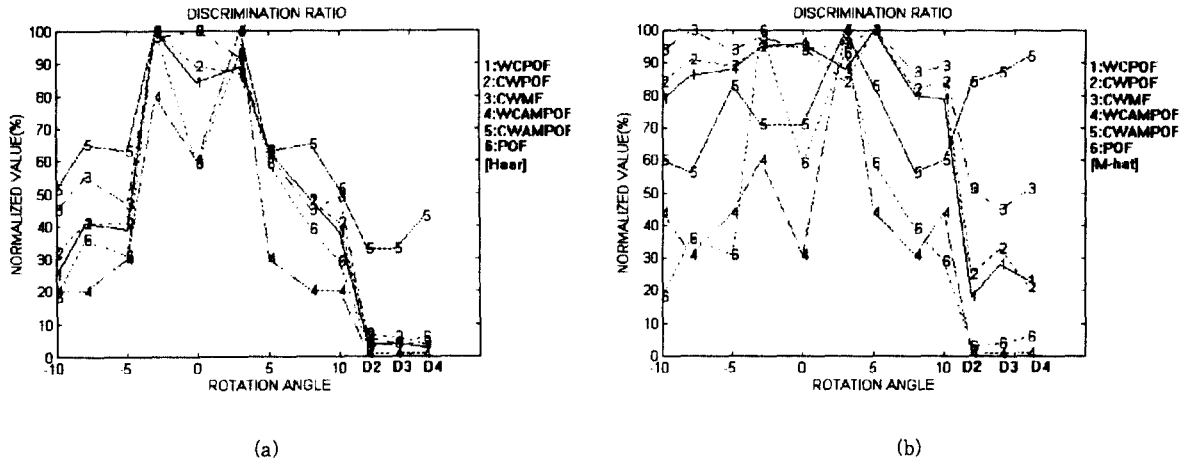 DISCRIMINATION RATIO
100
90
80
70
60
50
40
30
20
10
0
NORMALIZED VALUE(%)
-10
-5
0
5
10
D2
D3
D4
ROTATION ANGLE
1:WCPOF
2:CWPOF
3:CWMF
4:WCAMPOF
5:CWAMPOF
6:POF
[Haar]
(a)
DISCRIMINATION RATIO
100
90
80
70
60
50
40
30
20
10
0
NORMALIZED VALUE(%)
-10
-5
0
5
10
D2
D3
D4
ROTATION ANGLE
1:WCPOF
2:CWPOF
3:CWMF
4:WCAMPOF
5:CWAMPOF
6:POF
[M-hat]
(b)